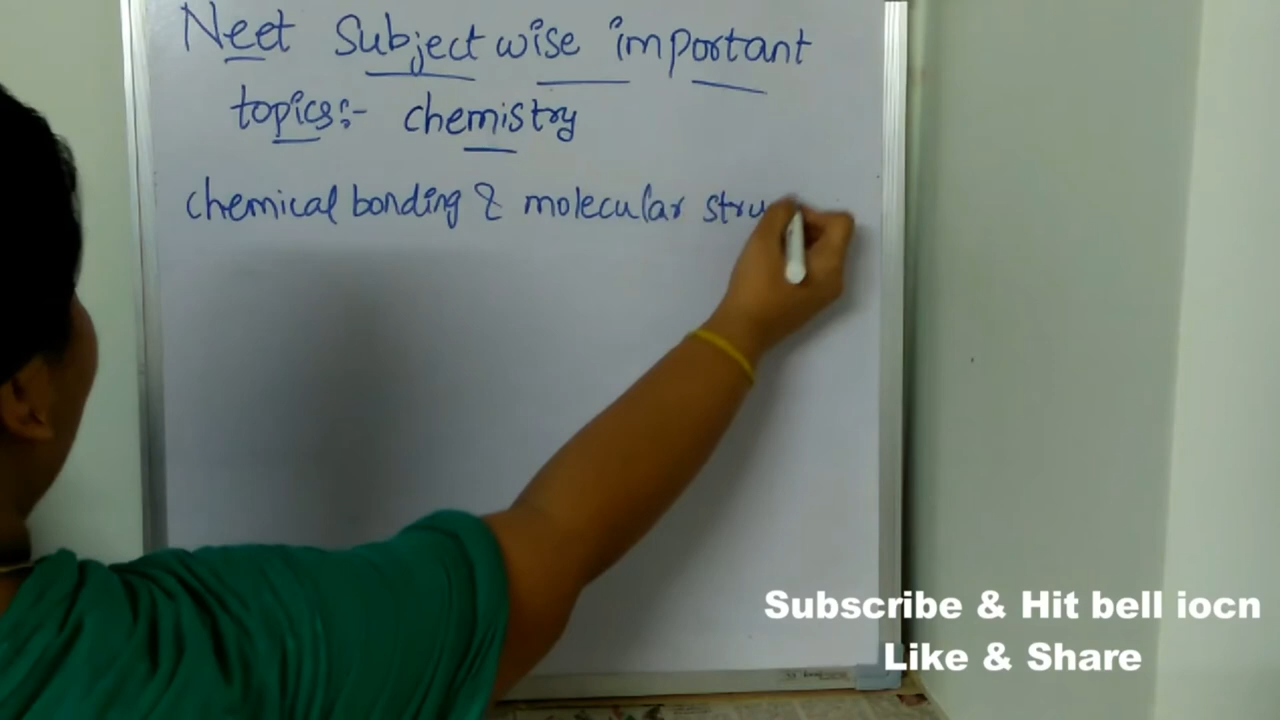 Neet Subject wise important
topics:- chemistry
chemical bonding & molecular stru
Subscribe & Hit bell iocn
Like & Share